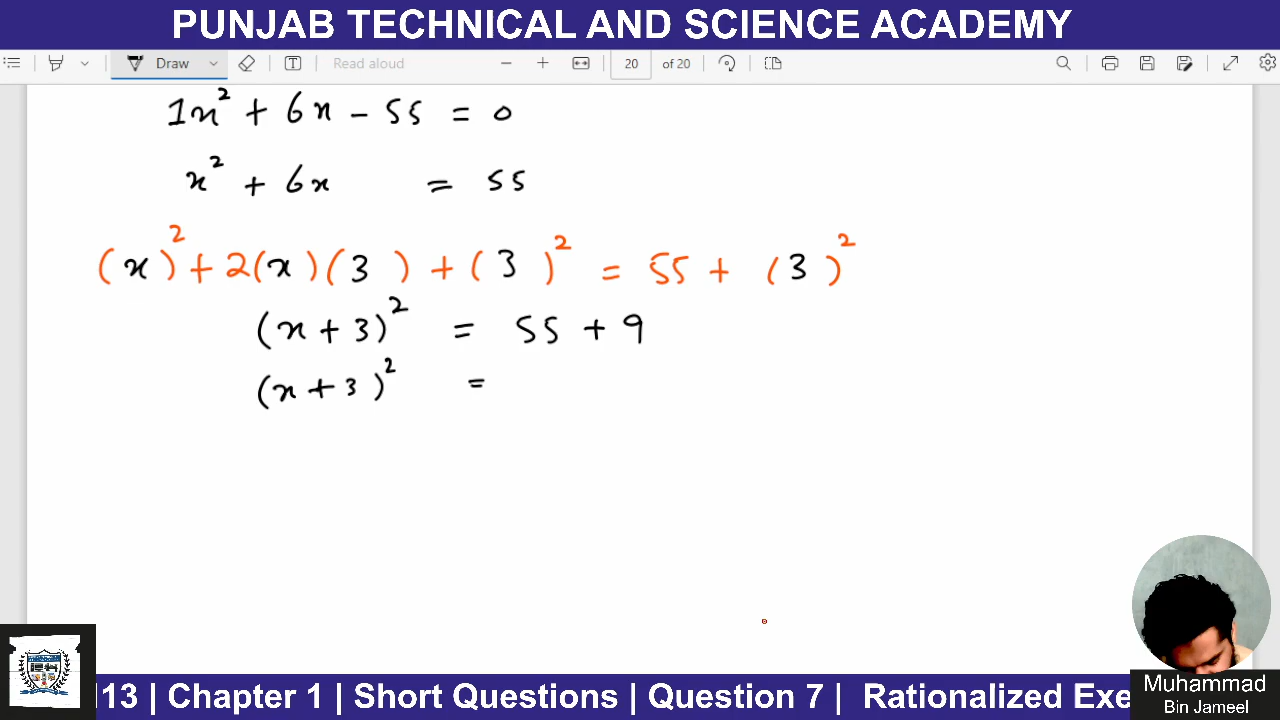 PUNJAB TECHNICAL AND SCIENCE ACADEMY
Draw Read aloud 20 of 20
1x² + 6x - 55 = 0
x² + 6x = 55
(x)² + 2(x)(3) + (3)² = 55 + (3)²
(x + 3)² = 55 + 9
(x + 3)² =
113 | Chapter 1 | Short Questions | Question 7 | Rationalized Exe
Muhammad
Bin Jameel